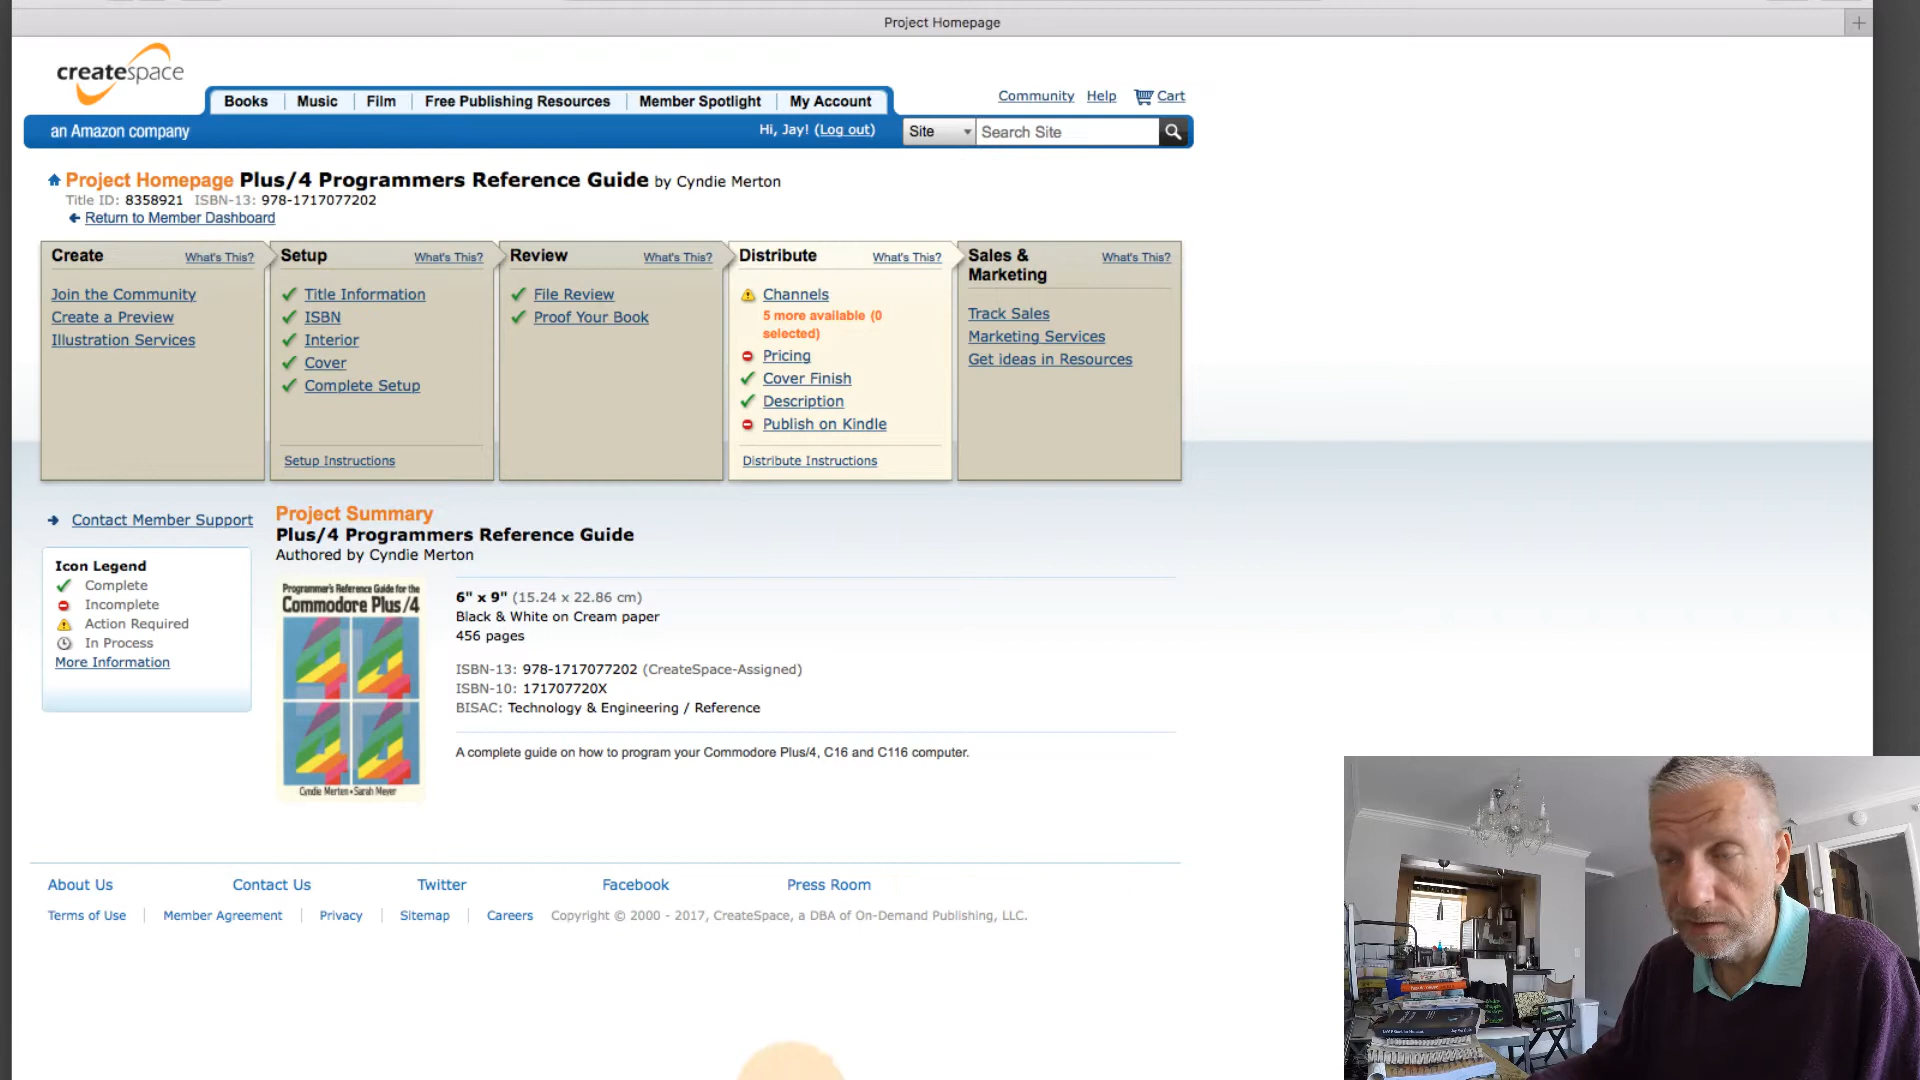 Project Homepage
createspace
Books Music Film Free Publishing Resources Member Spotlight My Account
Community Help Cart
an Amazon company
Hi, Jay! (Log out)
Site Search Site
Project Homepage Plus/4 Programmers Reference Guide by Cyndie Merton
Title ID: 8358921 ISBN-13: 978-1717077202
Return to Member Dashboard
Create What's This?
Join the Community
Create a Preview
Illustration Services
Setup What's This?
Title Information
ISBN
Interior
Cover
Complete Setup
Setup Instructions
Review What's This?
File Review
Proof Your Book
Distribute What's This?
Channels
5 more available (0
selected)
Pricing
Cover Finish
Description
Publish on Kindle
Distribute Instructions
Sales &
Marketing What's This?
Track Sales
Marketing Services
Get ideas in Resources
Contact Member Support
Icon Legend
Complete
Incomplete
Action Required
In Process
More Information
Project Summary
Plus/4 Programmers Reference Guide
Authored by Cyndie Merton
Programmer's Reference Guide for the
Commodore Plus/4
Cyndie Merten • Sarah Meyer
6" x 9" (15.24 x 22.86 cm)
Black & White on Cream paper
456 pages
ISBN-13: 978-1717077202 (CreateSpace-Assigned)
ISBN-10: 171707720X
BISAC: Technology & Engineering / Reference
A complete guide on how to program your Commodore Plus/4, C16 and C116 computer.
About Us Contact Us Twitter Facebook Press Room
Terms of Use Member Agreement Privacy Sitemap Careers Copyright © 2000 - 2017, CreateSpace, a DBA of On-Demand Publishing, LLC.